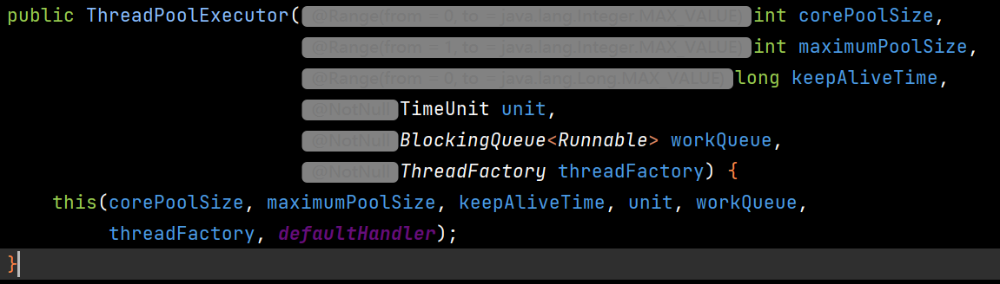 public ThreadPoolExecutor(@Range(from = 0, to = java.lang.Integer.MAX_VALUE) int corePoolSize,
@Range(from = 1, to = java.lang.Integer.MAX_VALUE) int maximumPoolSize,
@Range(from = 0, to = java.lang.Long.MAX_VALUE) long keepAliveTime,
@NotNull TimeUnit unit,
@NotNull BlockingQueue<Runnable> workQueue,
@NotNull ThreadFactory threadFactory) {
this(corePoolSize, maximumPoolSize, keepAliveTime, unit, workQueue,
threadFactory, defaultHandler);
}